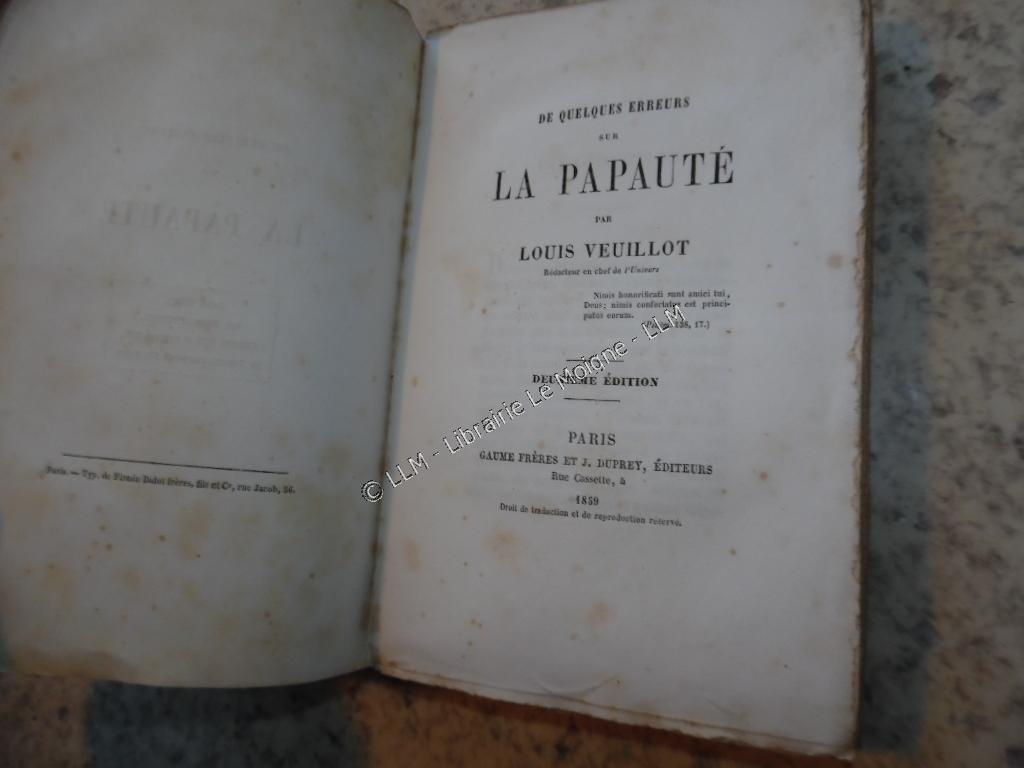 Paris. — Typ. de Firmin Didot frères, fils et Cie, rue Jacob, 56.
DE QUELQUES ERREURS
SUR
LA PAPAUTÉ
PAR
LOUIS VEUILLOT
Rédacteur en chef de l'Univers
Nimis honorificati sunt amici tui,
Deus; nimis confortatus est princi-
patus eorum.
138, 17.)
DEUXIÈME ÉDITION
PARIS
GAUME FRÈRES ET J. DUPREY, ÉDITEURS
Rue Cassette, 4
1859
Droit de traduction et de reproduction réservé.
© LLM - Librairie Le Moigne - LLM